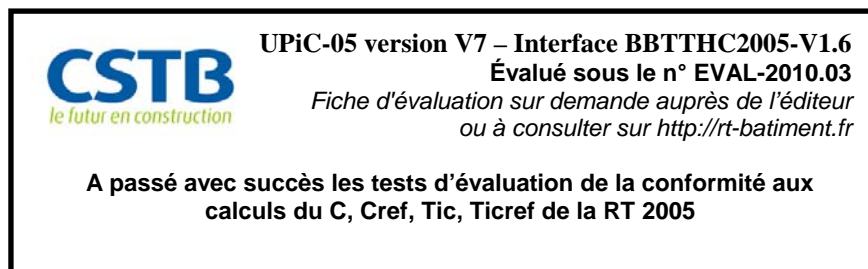 UPiC-05 version V7 – Interface BBTTHC2005-V1.6
Évalué sous le n° EVAL-2010.03
CSTB
le futur en construction
Fiche d'évaluation sur demande auprès de l'éditeur
ou à consulter sur http://rt-batiment.fr
A passé avec succès les tests d'évaluation de la conformité aux
calculs du C, Cref, Tic, Ticref de la RT 2005